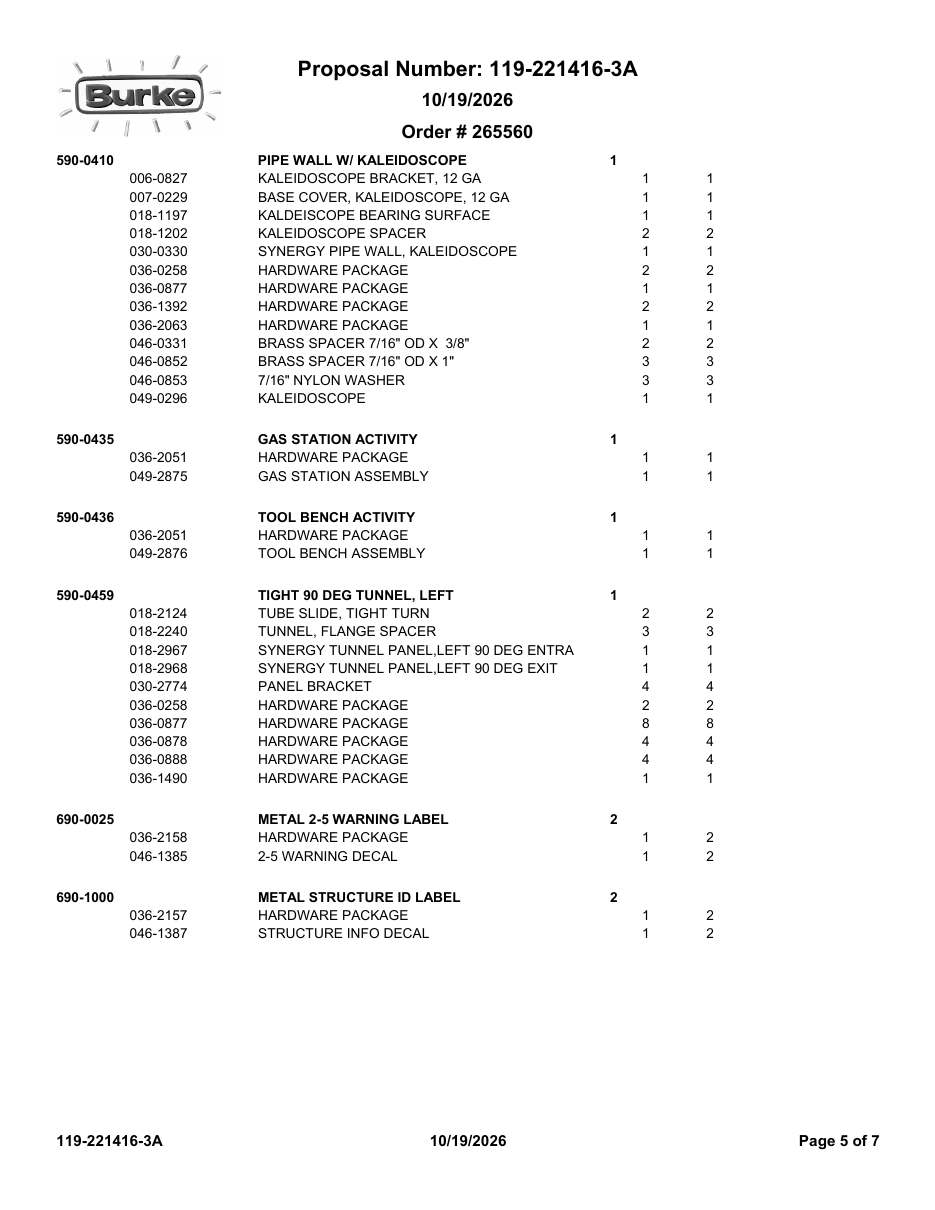 Burke
Proposal Number: 119-221416-3A
10/19/2026
Order # 265560
590-0410 PIPE WALL W/ KALEIDOSCOPE 1
006-0827 KALEIDOSCOPE BRACKET, 12 GA 1 1
007-0229 BASE COVER, KALEIDOSCOPE, 12 GA 1 1
018-1197 KALDEISCOPE BEARING SURFACE 1 1
018-1202 KALEIDOSCOPE SPACER 2 2
030-0330 SYNERGY PIPE WALL, KALEIDOSCOPE 1 1
036-0258 HARDWARE PACKAGE 2 2
036-0877 HARDWARE PACKAGE 1 1
036-1392 HARDWARE PACKAGE 2 2
036-2063 HARDWARE PACKAGE 1 1
046-0331 BRASS SPACER 7/16" OD X  3/8" 2 2
046-0852 BRASS SPACER 7/16" OD X 1" 3 3
046-0853 7/16" NYLON WASHER 3 3
049-0296 KALEIDOSCOPE 1 1
590-0435 GAS STATION ACTIVITY 1
036-2051 HARDWARE PACKAGE 1 1
049-2875 GAS STATION ASSEMBLY 1 1
590-0436 TOOL BENCH ACTIVITY 1
036-2051 HARDWARE PACKAGE 1 1
049-2876 TOOL BENCH ASSEMBLY 1 1
590-0459 TIGHT 90 DEG TUNNEL, LEFT 1
018-2124 TUBE SLIDE, TIGHT TURN 2 2
018-2240 TUNNEL, FLANGE SPACER 3 3
018-2967 SYNERGY TUNNEL PANEL,LEFT 90 DEG ENTRA 1 1
018-2968 SYNERGY TUNNEL PANEL,LEFT 90 DEG EXIT 1 1
030-2774 PANEL BRACKET 4 4
036-0258 HARDWARE PACKAGE 2 2
036-0877 HARDWARE PACKAGE 8 8
036-0878 HARDWARE PACKAGE 4 4
036-0888 HARDWARE PACKAGE 4 4
036-1490 HARDWARE PACKAGE 1 1
690-0025 METAL 2-5 WARNING LABEL 2
036-2158 HARDWARE PACKAGE 1 2
046-1385 2-5 WARNING DECAL 1 2
690-1000 METAL STRUCTURE ID LABEL 2
036-2157 HARDWARE PACKAGE 1 2
046-1387 STRUCTURE INFO DECAL 1 2
119-221416-3A 10/19/2026 Page 5 of 7